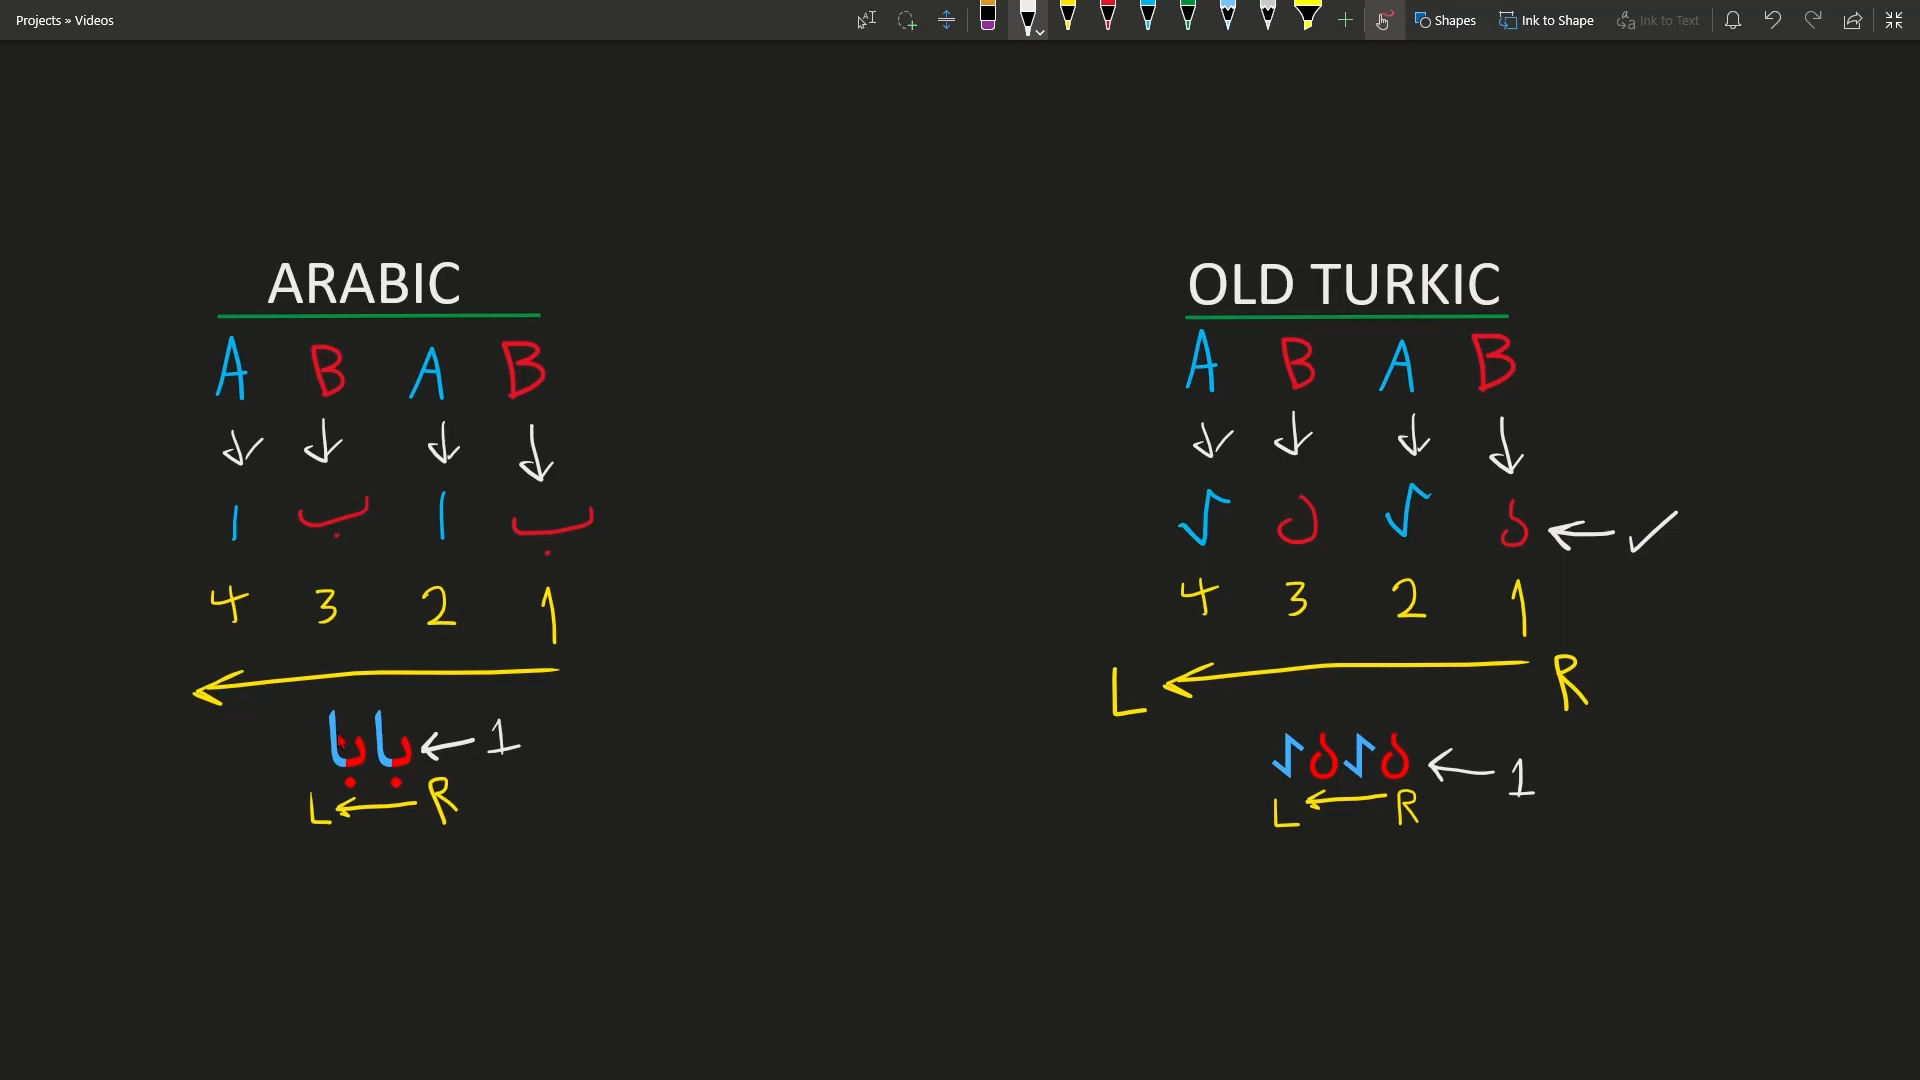 Projects » Videos
Shapes
Ink to Shape
Ink to Text
ARABIC
A B A B
ا ب ا ب
4 3 2 1
بابا
1
L R
OLD TURKIC
A B A B
𐰀 𐰉 𐰀 𐰉
4 3 2 1
L R
𐰉𐰀𐰉𐰀
1
L R